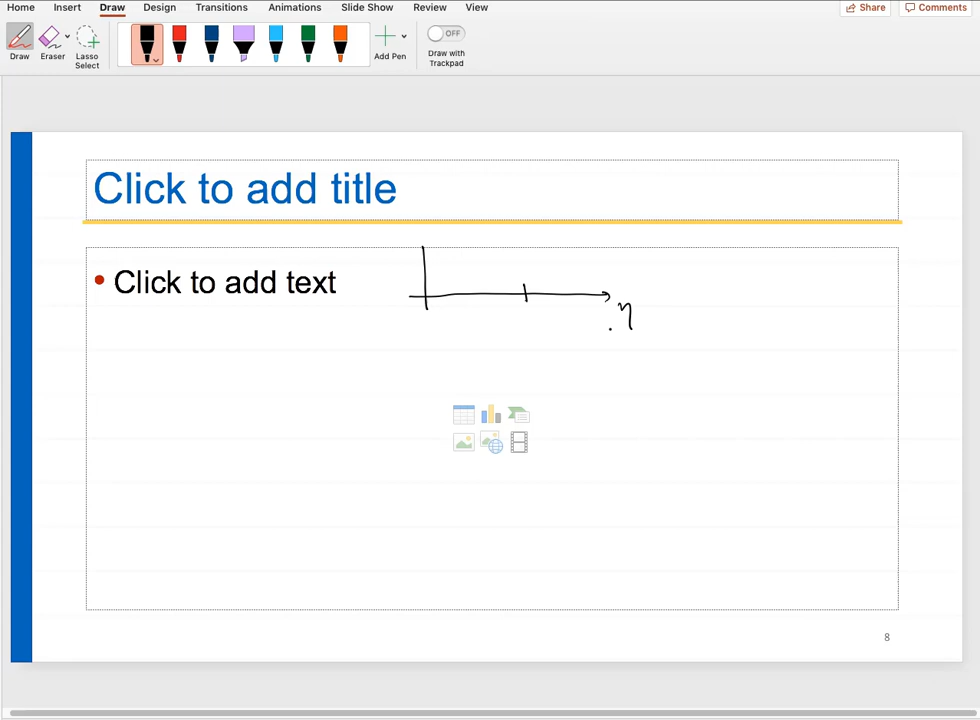 Home Insert Draw Design Transitions Animations Slide Show Review View Share Comments
Draw Eraser Lasso Select Add Pen OFF Draw with Trackpad
Click to add title
• Click to add text
8